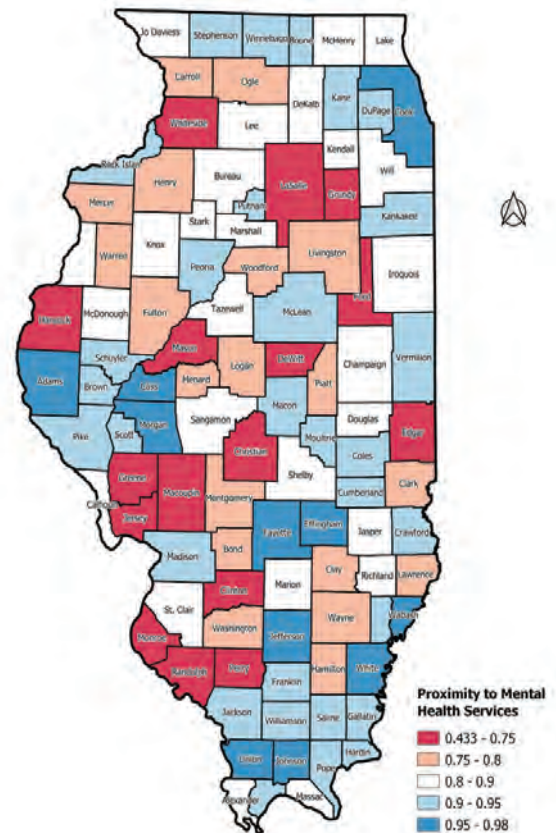 Jo Daviess
Stephenson
Winnebago
Boone
McHenry
Lake
Carroll
Ogle
DeKalb
Kane
DuPage
Cook
Whiteside
Lee
Kendall
Will
Rock Islan
Henry
Bureau
LaSalle
Grundy
Mercer
Putnam
Kankakee
Stark
Marshall
Knox
Warren
Peoria
Woodford
Livingston
Iroquois
Ford
Tazewell
McLean
Hancock
McDonough
Fulton
Mason
Logan
DeWitt
Vermilion
Champaign
Schuyler
Adams
Brown
Cass
Menard
Piatt
Macon
Douglas
Edgar
Sangamon
Morgan
Scott
Pike
Moultrie
Coles
Christian
Shelby
Greene
Macoupin
Montgomery
Cumberland
Clark
Calhoun
Jersey
Fayette
Effingham
Jasper
Crawford
Madison
Bond
Clay
Richland
Lawrence
Clinton
Marion
St. Clair
Wayne
Wabash
Washington
Jefferson
Monroe
Randolph
Perry
Hamilton
White
Franklin
Jackson
Williamson
Saline
Gallatin
Union
Johnson
Pope
Hardin
Alexander
Massac
Proximity to Mental
Health Services
0.433 - 0.75
0.75 - 0.8
0.8 - 0.9
0.9 - 0.95
0.95 - 0.98